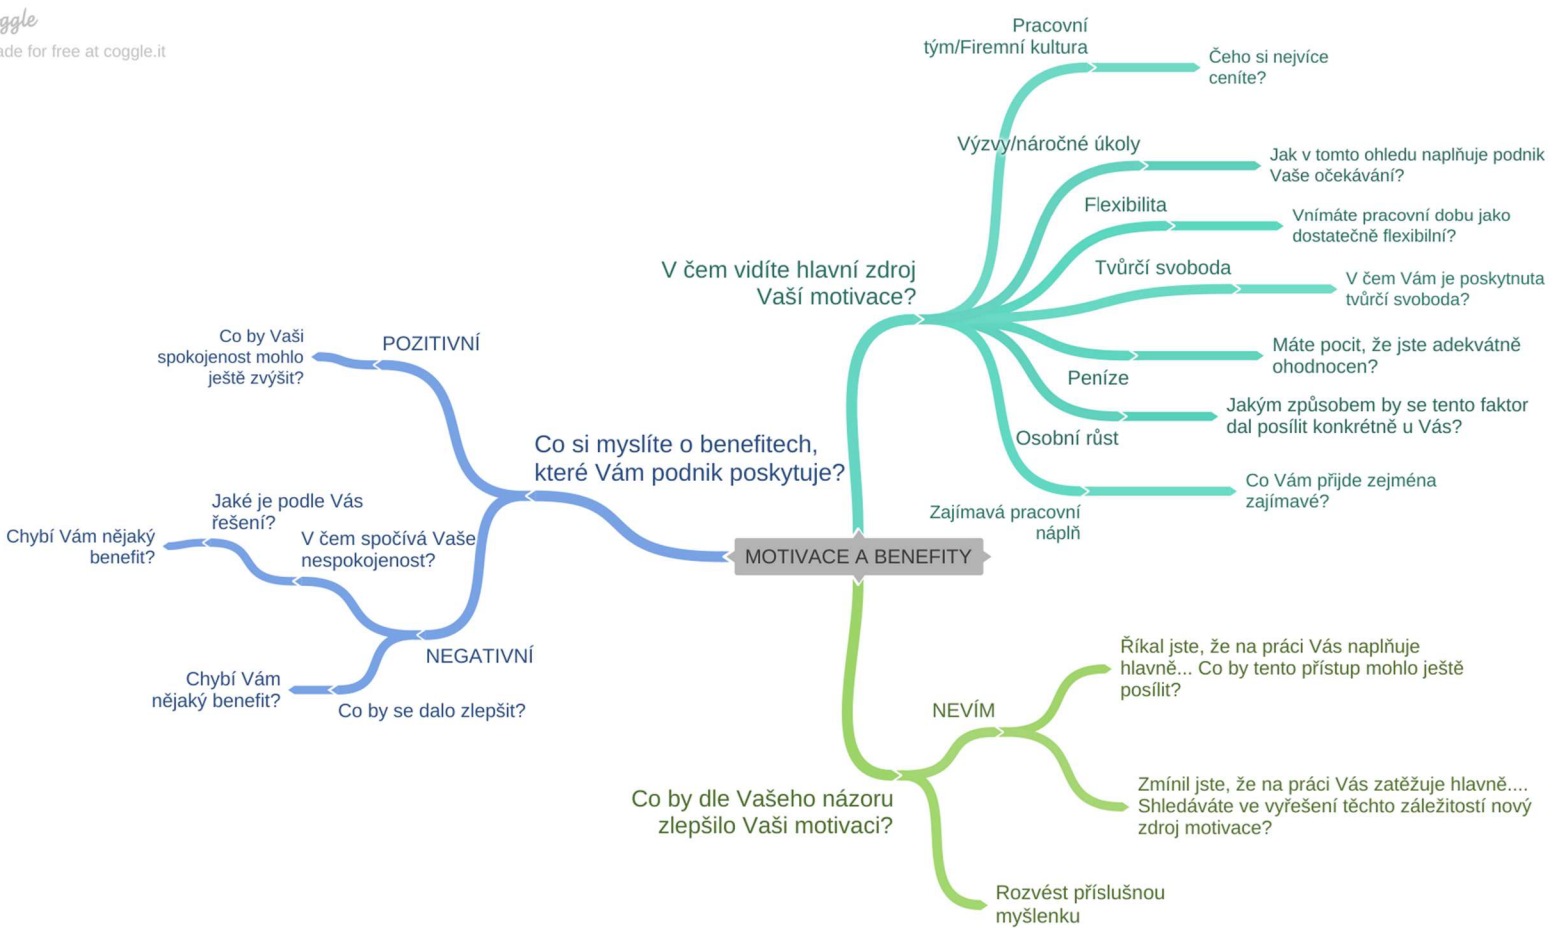 ggle
ade for free at coggle.it
Pracovní
tým/Firemní kultura
Čeho si nejvíce
ceníte?
Výzvy/náročné úkoly
Jak v tomto ohledu naplňuje podnik
Vaše očekávání?
Flexibilita
Vnímáte pracovní dobu jako
dostatečně flexibilní?
Tvůrčí svoboda
V čem Vám je poskytnuta
tvůrčí svoboda?
V čem vidíte hlavní zdroj
Vaší motivace?
Máte pocit, že jste adekvátně
ohodnocen?
Peníze
Jakým způsobem by se tento faktor
dal posílit konkrétně u Vás?
Osobní růst
Co Vám přijde zejména
zajímavé?
Zajímavá pracovní
náplň
Co by Vaši
spokojenost mohlo
ještě zvýšit?
POZITIVNÍ
Co si myslíte o benefitech,
které Vám podnik poskytuje?
Jaké je podle Vás
řešení?
Chybí Vám nějaký
benefit?
V čem spočívá Vaše
nespokojenost?
MOTIVACE A BENEFITY
NEGATIVNÍ
Chybí Vám
nějaký benefit?
Co by se dalo zlepšit?
Říkal jste, že na práci Vás naplňuje
hlavně... Co by tento přístup mohlo ještě
posílit?
NEVÍM
Co by dle Vašeho názoru
zlepšilo Vaši motivaci?
Zmínil jste, že na práci Vás zatěžuje hlavně....
Shledáváte ve vyřešení těchto záležitostí nový
zdroj motivace?
Rozvést příslušnou
myšlenku